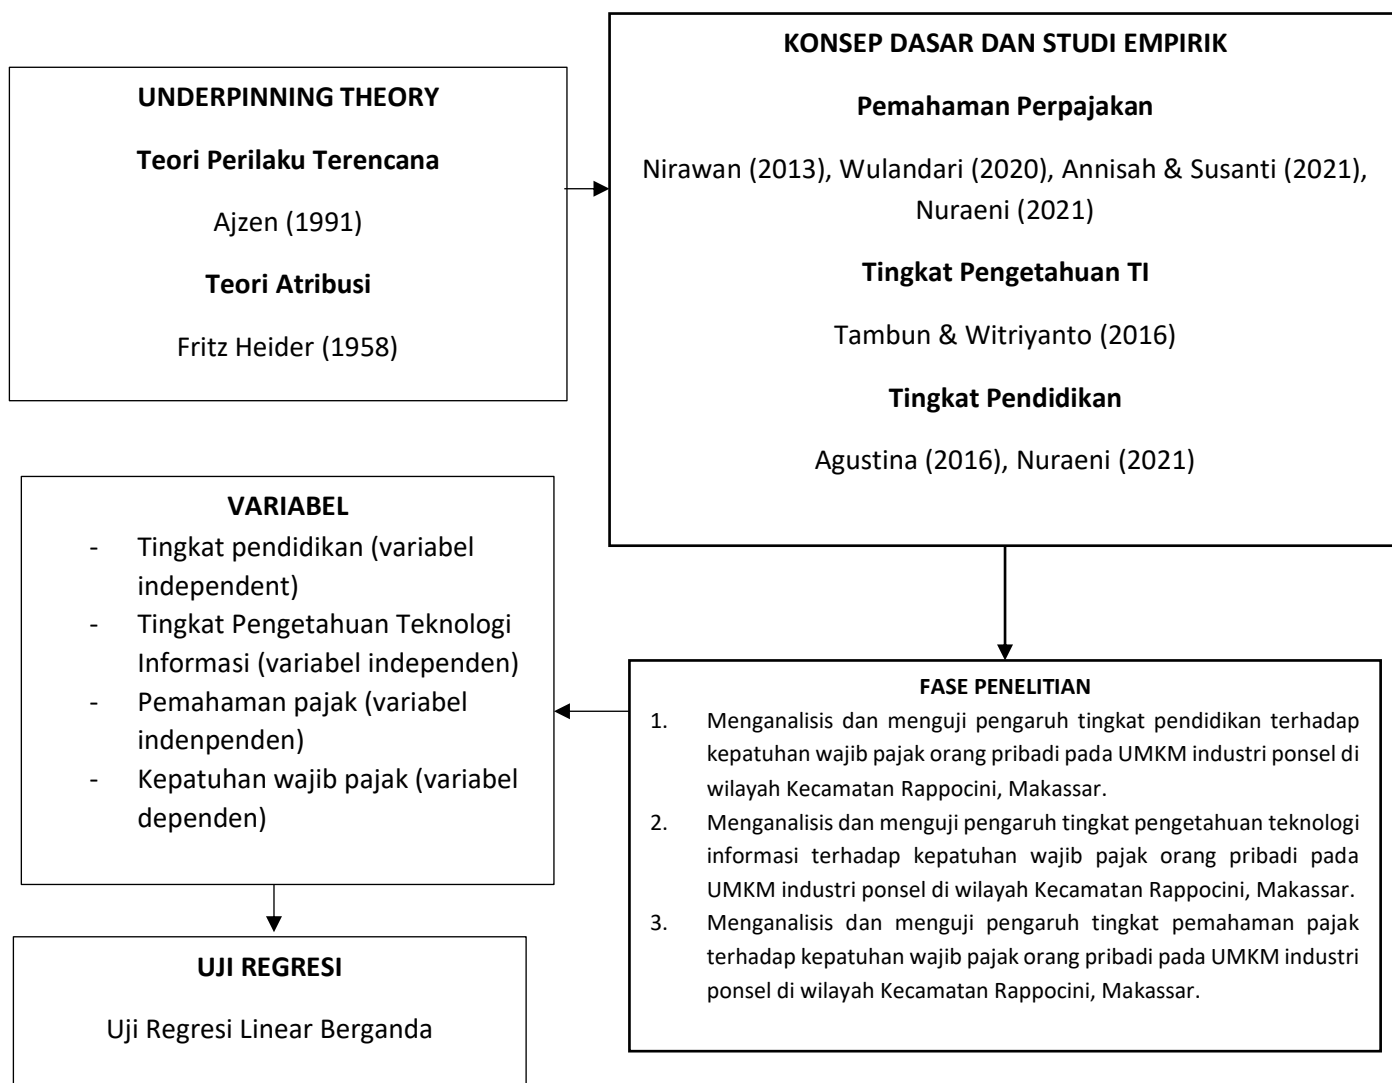 UNDERPINNING THEORY
Teori Perilaku Terencana
Ajzen (1991)
Teori Atribusi
Fritz Heider (1958)
KONSEP DASAR DAN STUDI EMPIRIK
Pemahaman Perpajakan
Nirawan (2013), Wulandari (2020), Annisah & Susanti (2021),
Nuraeni (2021)
Tingkat Pengetahuan TI
Tambun & Witriyanto (2016)
Tingkat Pendidikan
Agustina (2016), Nuraeni (2021)
FASE PENELITIAN
1. Menganalisis dan menguji pengaruh tingkat pendidikan terhadap
kepatuhan wajib pajak orang pribadi pada UMKM industri ponsel di
wilayah Kecamatan Rappocini, Makassar.
2. Menganalisis dan menguji pengaruh tingkat pengetahuan teknologi
informasi terhadap kepatuhan wajib pajak orang pribadi pada
UMKM industri ponsel di wilayah Kecamatan Rappocini, Makassar.
3. Menganalisis dan menguji pengaruh tingkat pemahaman pajak
terhadap kepatuhan wajib pajak orang pribadi pada UMKM industri
ponsel di wilayah Kecamatan Rappocini, Makassar.
VARIABEL
- Tingkat pendidikan (variabel
independent)
- Tingkat Pengetahuan Teknologi
Informasi (variabel independen)
- Pemahaman pajak (variabel
indenpenden)
- Kepatuhan wajib pajak (variabel
dependen)
UJI REGRESI
Uji Regresi Linear Berganda